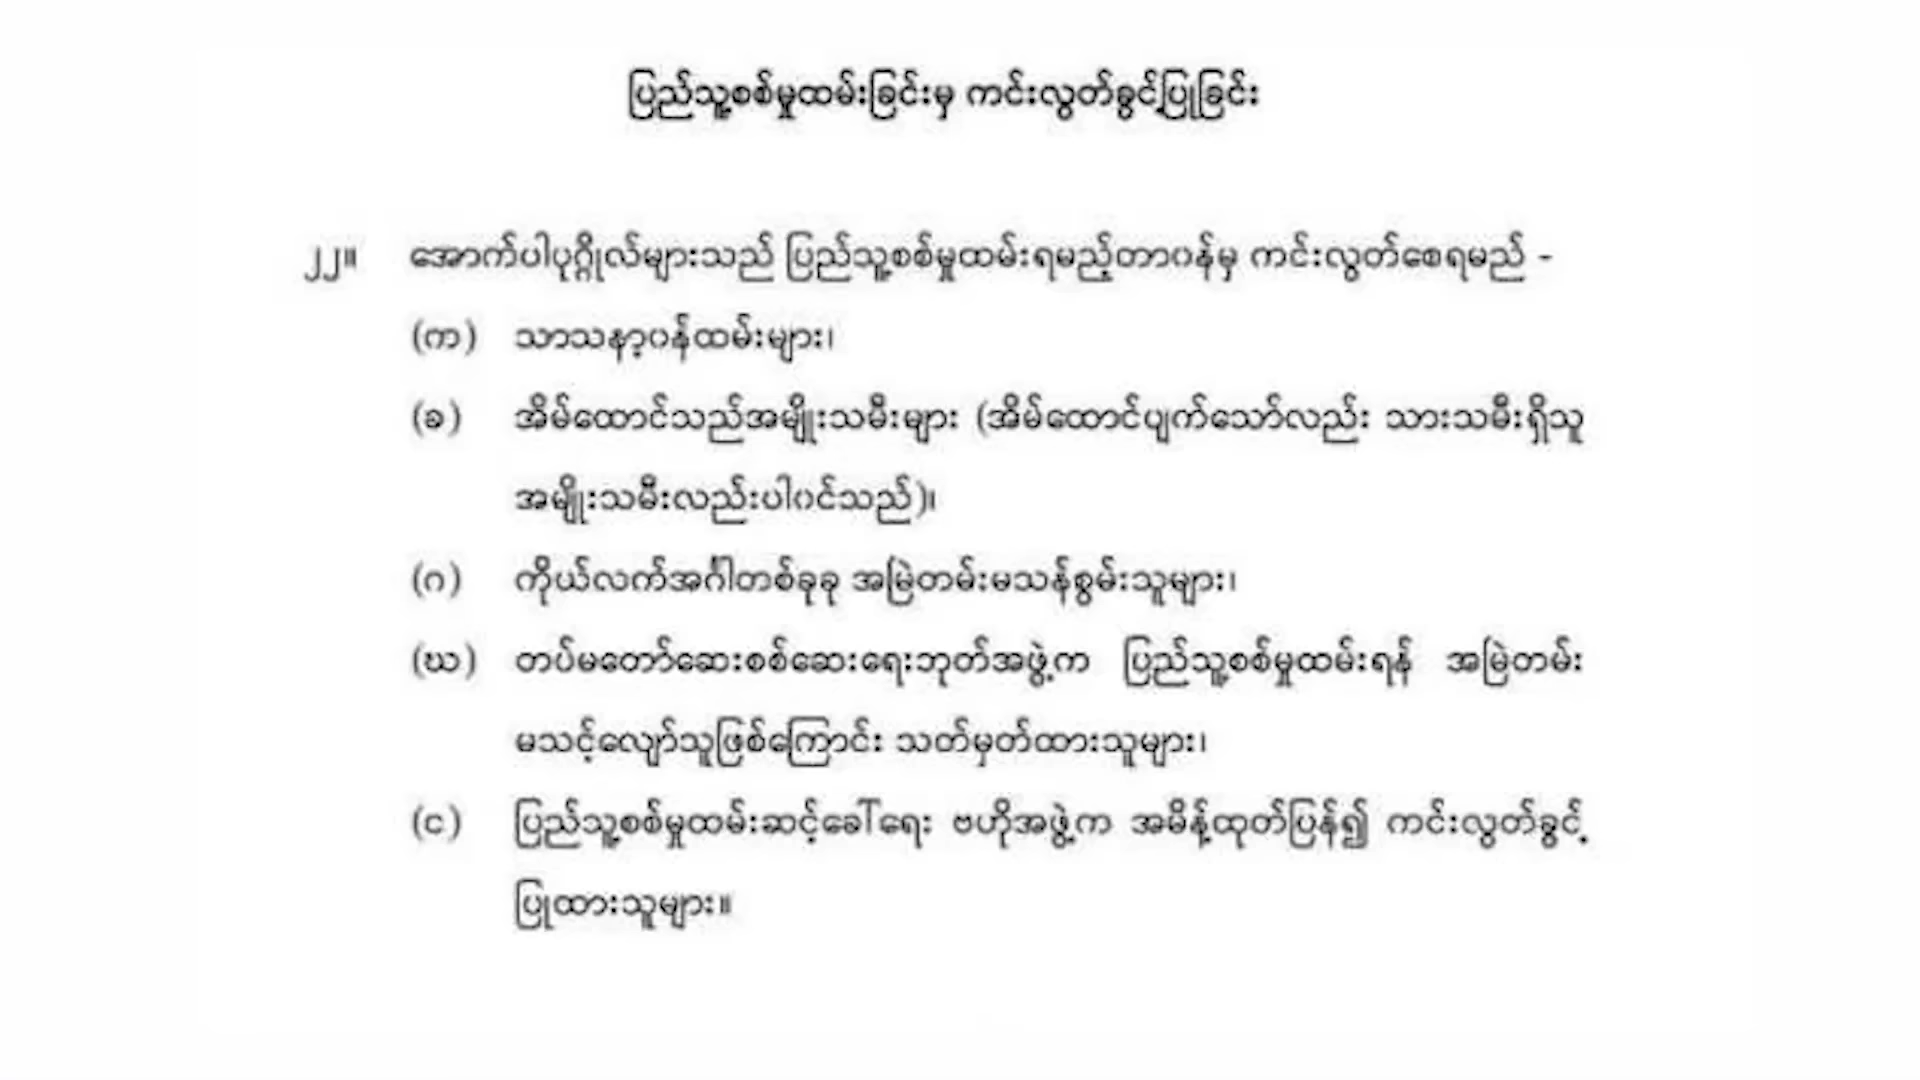 ပြည်သူ့စစ်မှုထမ်းခြင်းမှ ကင်းလွတ်ခွင့်ပြုခြင်း
၂၂။ အောက်ပါပုဂ္ဂိုလ်များသည် ပြည်သူ့စစ်မှုထမ်းရမည့်တာဝန်မှ ကင်းလွတ်စေရမည် -
(က) သာသနာ့ဝန်ထမ်းများ၊
(ခ) အိမ်ထောင်သည်အမျိုးသမီးများ (အိမ်ထောင်ပျက်သော်လည်း သားသမီးရှိသူ
အမျိုးသမီးလည်းပါဝင်သည်)၊
(ဂ) ကိုယ်လက်အင်္ဂါတစ်ခုခု အမြဲတမ်းမသန်စွမ်းသူများ၊
(ဃ) တပ်မတော်ဆေးစစ်ဆေးရေးဘုတ်အဖွဲ့က ပြည်သူ့စစ်မှုထမ်းရန် အမြဲတမ်း
မသင့်လျော်သူဖြစ်ကြောင်း သတ်မှတ်ထားသူများ၊
(င) ပြည်သူ့စစ်မှုထမ်းဆင့်ခေါ်ရေး ဗဟိုအဖွဲ့က အမိန့်ထုတ်ပြန်၍ ကင်းလွတ်ခွင့်
ပြုထားသူများ။